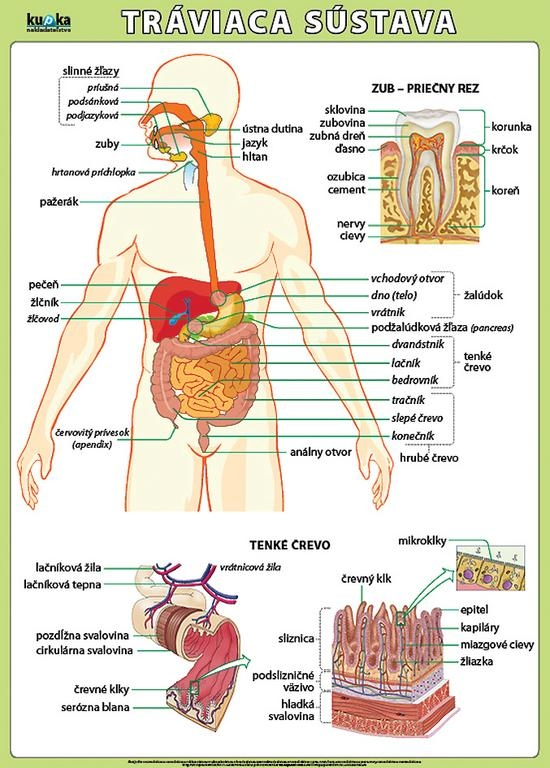 kupka
nakladateľstvo
TRÁVIACA SÚSTAVA
slinné žľazy
príušná
podsánková
podjazyková
zuby
hrtanová príchlopka
pažerák
ústna dutina
jazyk
hltan
ZUB – PRIEČNY REZ
sklovina
zubovina
zubná dreň
ďasno
ozubica
cement
nervy
cievy
korunka
krčok
koreň
pečeň
žlčník
žlčovod
vchodový otvor
dno (telo)
vrátnik
žalúdok
podžalúdková žľaza (pancreas)
dvanástnik
lačník
bedrovník
tenké
črevo
tračník
slepé črevo
konečník
hrubé črevo
červovitý prívesok
(apendix)
análny otvor
TENKÉ ČREVO
lačníková žila
lačníková tepna
vrátnicová žila
pozdĺžna svalovina
cirkulárna svalovina
črevné klky
serózna blana
mikroklky
črevný klk
sliznica
podslizničné
väzivo
hladká
svalovina
epitel
kapiláry
miazgové cievy
žliazka